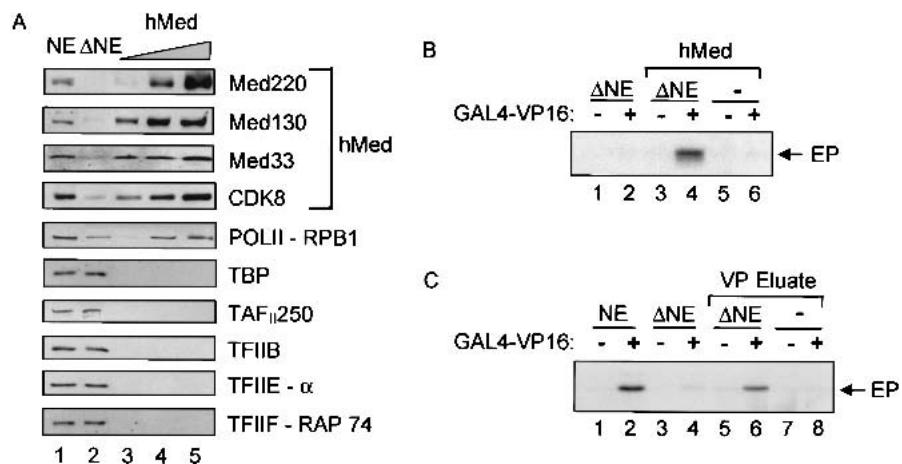 A
hMed
NE ΔNE
Med220
Med130
Med33
CDK8
hMed
POLII - RPB1
TBP
TAFII250
TFIIB
TFIIE - α
TFIIF - RAP 74
1 2 3 4 5
B
hMed
ΔNE ΔNE -
GAL4-VP16: - + - + - +
EP
1 2 3 4 5 6
C
VP Eluate
NE ΔNE ΔNE -
GAL4-VP16: - + - + - + - +
EP
1 2 3 4 5 6 7 8